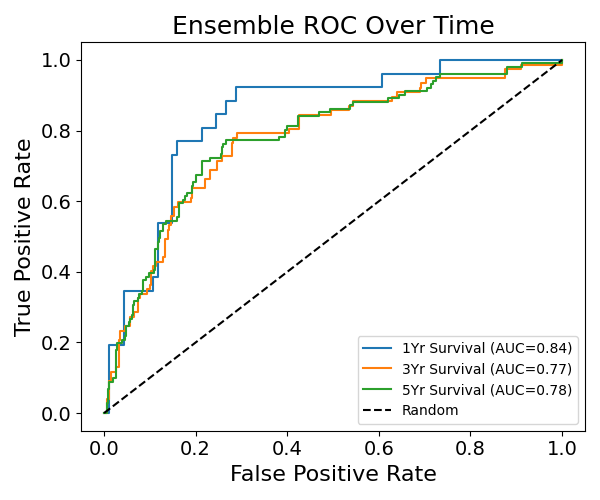 Ensemble ROC Over Time
True Positive Rate
1.0
0.8
0.6
0.4
0.2
0.0
1Yr Survival (AUC=0.84)
3Yr Survival (AUC=0.77)
5Yr Survival (AUC=0.78)
Random
0.0 0.2 0.4 0.6 0.8 1.0
False Positive Rate